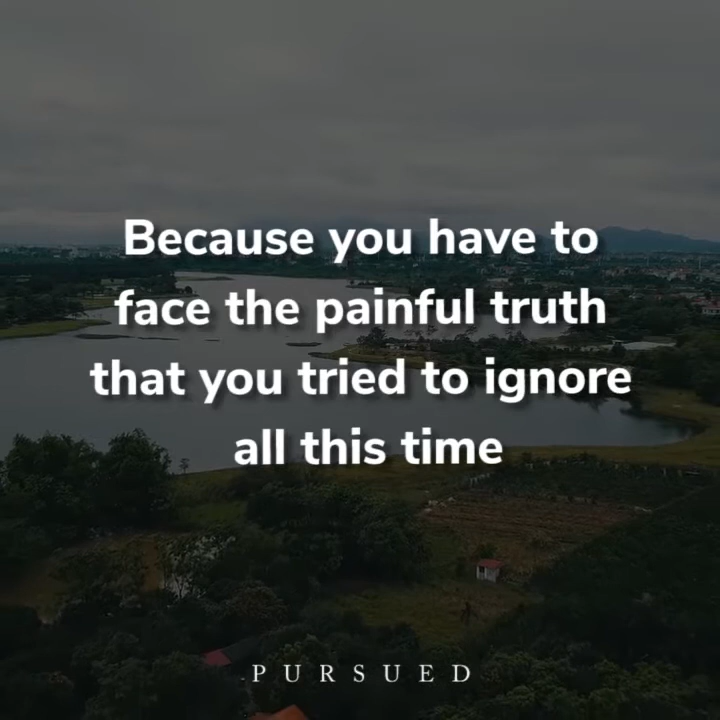 Because you have to
face the painful truth
that you tried to ignore
all this time
PURSUED